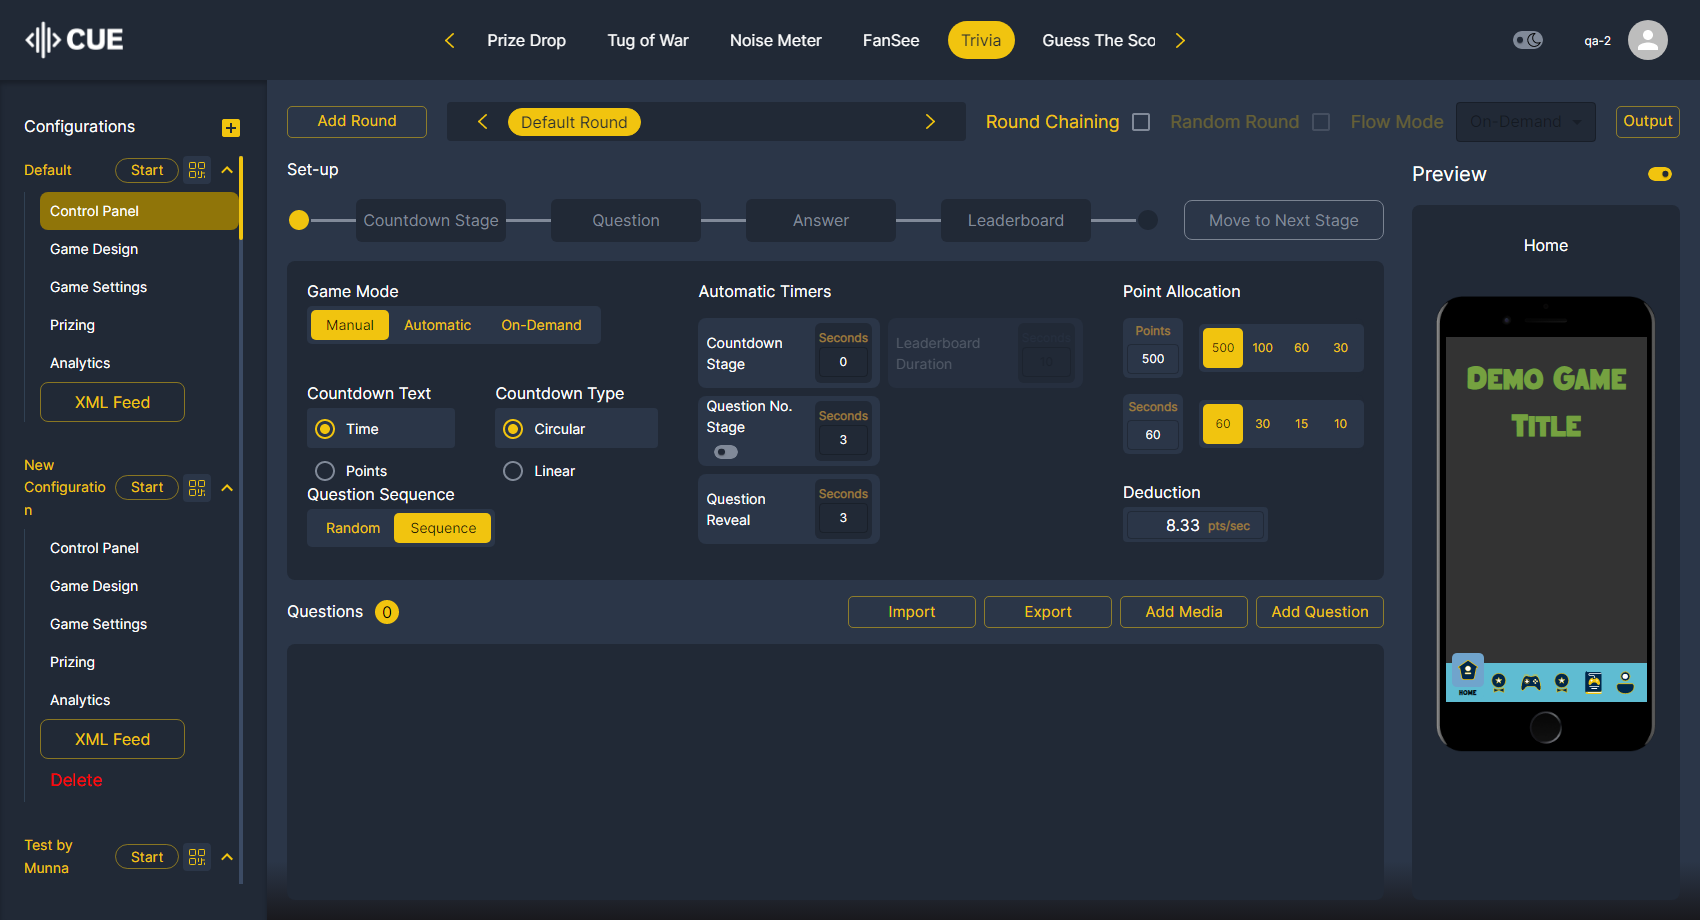 CUE
Prize Drop
Tug of War
Noise Meter
FanSee
Trivia
Guess The Sco
qa-2
Configurations
Default
Start
Control Panel
Game Design
Game Settings
Prizing
Analytics
XML Feed
New
Configuratio
n
Start
Control Panel
Game Design
Game Settings
Prizing
Analytics
XML Feed
Delete
Test by
Munna
Start
Add Round
Default Round
Round Chaining
Random Round
Flow Mode
On-Demand
Output
Set-up
Countdown Stage
Question
Answer
Leaderboard
Move to Next Stage
Game Mode
Manual
Automatic
On-Demand
Countdown Text
Time
Points
Countdown Type
Circular
Linear
Question Sequence
Random
Sequence
Automatic Timers
Countdown
Stage
Seconds
0
Leaderboard
Duration
Seconds
10
Question No.
Stage
Seconds
3
Question
Reveal
Seconds
3
Point Allocation
Points
500
500
100
60
30
Seconds
60
60
30
15
10
Deduction
8.33 pts/sec
Questions 0
Import
Export
Add Media
Add Question
Preview
Home
DEMO GAME
TITLE
HOME